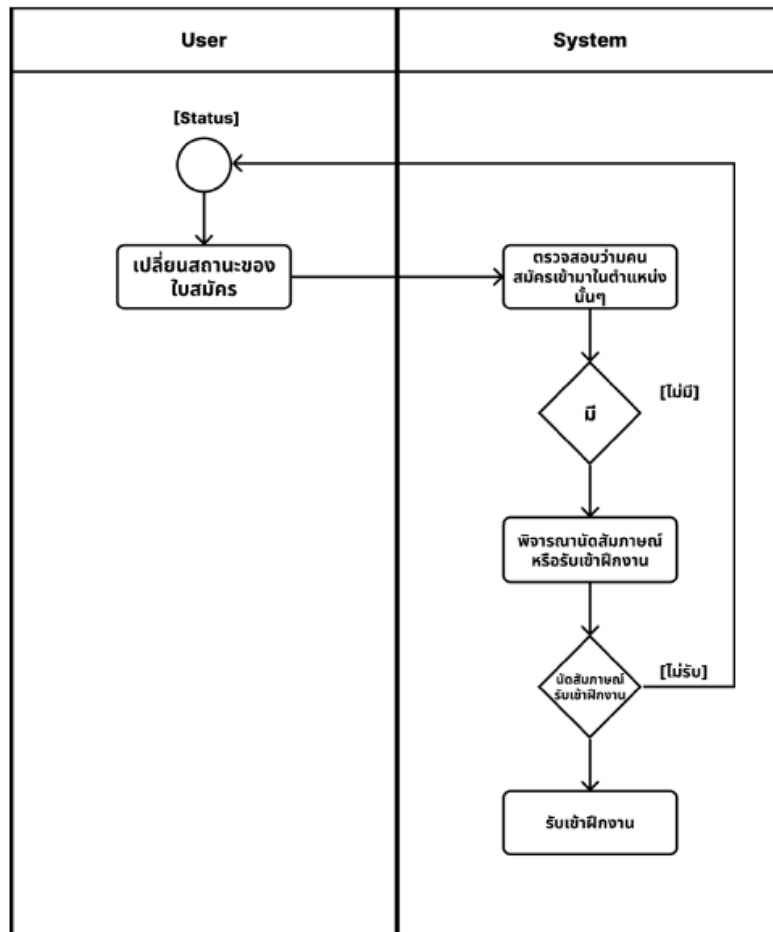 User
System
[Status]
เปลี่ยนสถานะของ
ใบสมัคร
ตรวจสอบว่ามคน
สมัครเข้ามาในตำแหน่ง
นั้นๆ
มี
[ไม่มี]
พิจารณานัดสัมภาษณ์
หรือรับเข้าฝึกงาน
นัดสัมภาษณ์
รับเข้าฝึกงาน
[ไม่รับ]
รับเข้าฝึกงาน